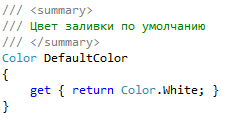 /// <summary>
/// Цвет заливки по умолчанию
/// </summary>
Color DefaultColor
{
    get { return Color.White; }
}